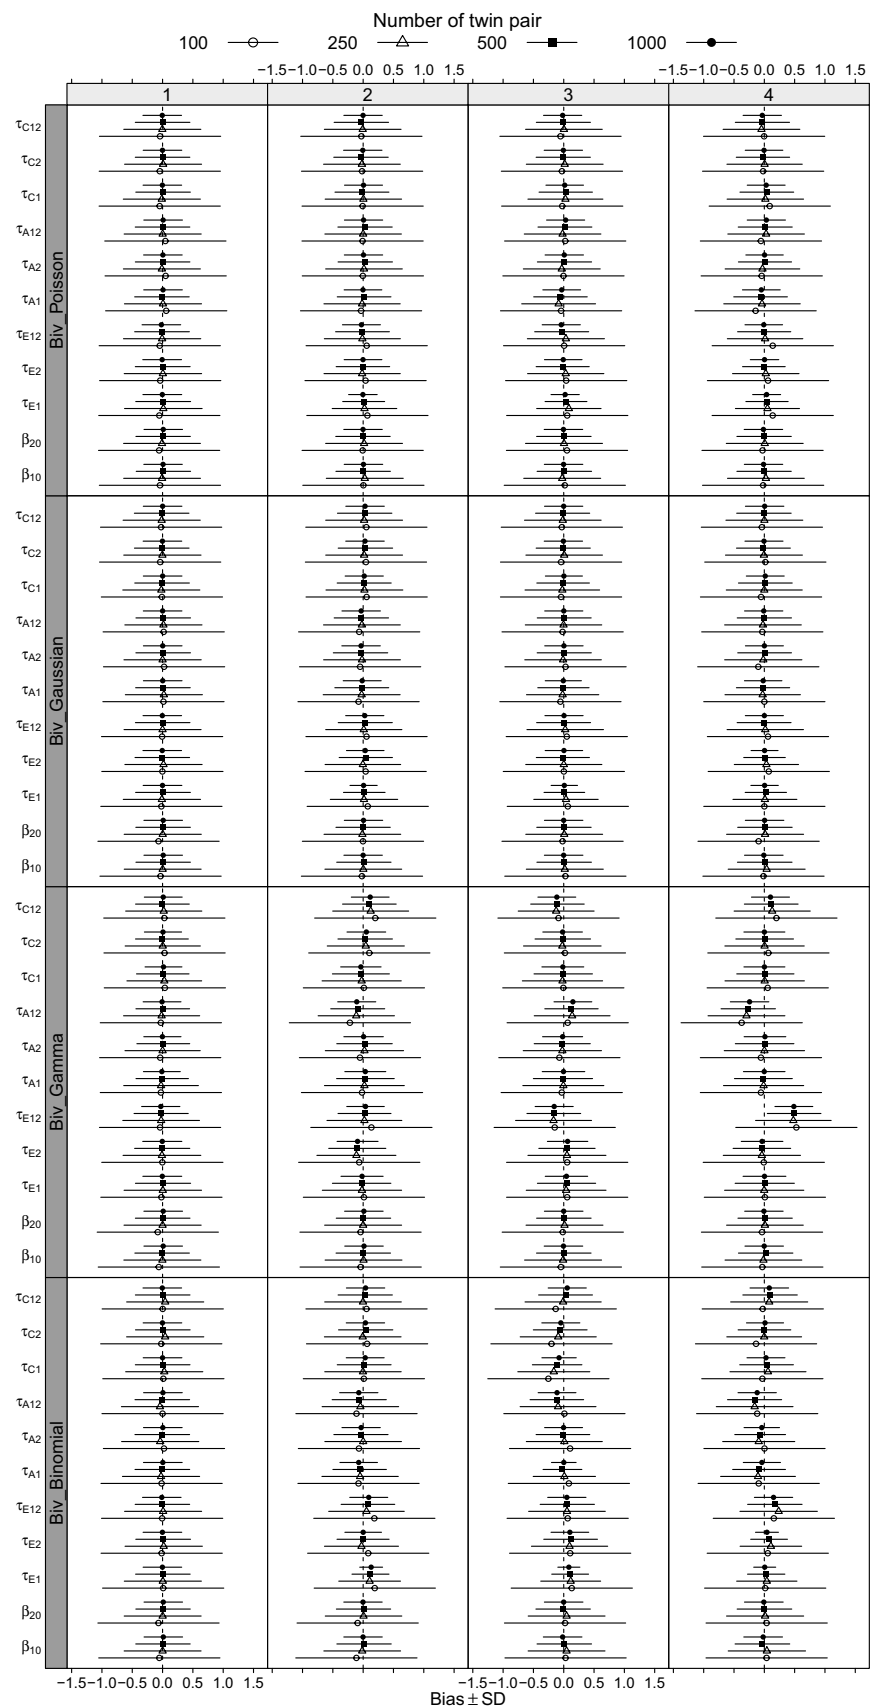 Number of twin pair
100 250 500 1000
−1.5−1.0−0.5 0.0 0.5 1.0 1.5 −1.5−1.0−0.5 0.0 0.5 1.0 1.5
1 2 3 4
Biv_Poisson
τC12
τC2
τC1
τA12
τA2
τA1
τE12
τE2
τE1
β20
β10
Biv_Gaussian
τC12
τC2
τC1
τA12
τA2
τA1
τE12
τE2
τE1
β20
β10
Biv_Gamma
τC12
τC2
τC1
τA12
τA2
τA1
τE12
τE2
τE1
β20
β10
Biv_Binomial
τC12
τC2
τC1
τA12
τA2
τA1
τE12
τE2
τE1
β20
β10
−1.5−1.0−0.5 0.0 0.5 1.0 1.5 −1.5−1.0−0.5 0.0 0.5 1.0 1.5
Bias ± SD